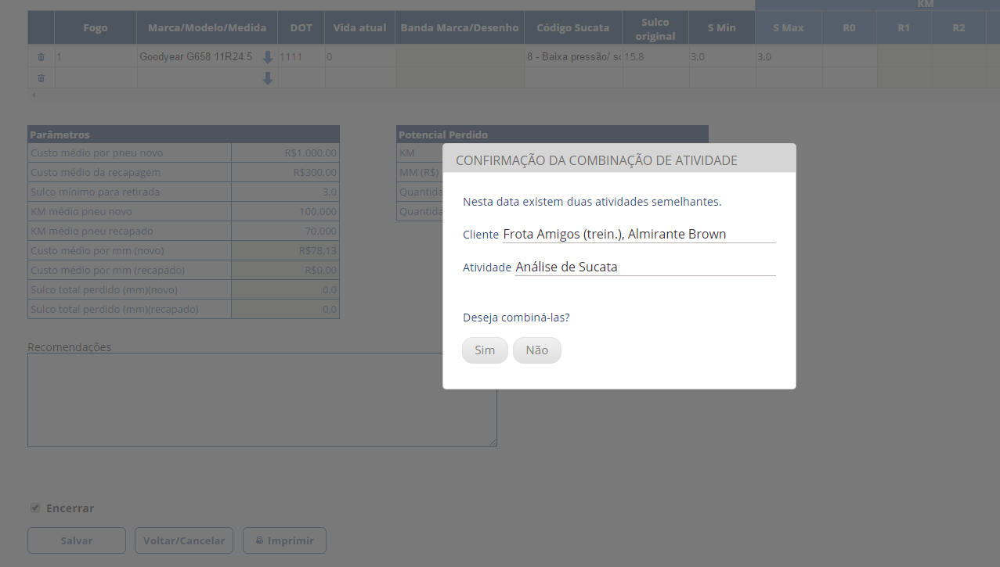 KM
Fogo Marca/Modelo/Medida DOT Vida atual Banda Marca/Desenho Código Sucata Sulco original S Min S Max R0 R1 R2
1 Goodyear G658 11R24.5 1111 0 8 - Baixa pressão/ 15,8 3,0 3,0
Parâmetros
Custo médio por pneu novo R$1.000,00
Custo médio da recapagem R$300,00
Sulco mínimo para retirada 3,0
KM médio pneu novo 100.000
KM médio pneu recapado 70.000
Custo médio por mm (novo) R$78,13
Custo médio por mm (recapado) R$0,00
Sulco total perdido (mm)(novo) 0,0
Sulco total perdido (mm)(recapado) 0,0
Potencial Perdido
KM
MM (R$)
Quantida
Quantida
CONFIRMAÇÃO DA COMBINAÇÃO DE ATIVIDADE
Nesta data existem duas atividades semelhantes.
Cliente Frota Amigos (trein.), Almirante Brown
Atividade Análise de Sucata
Deseja combiná-las?
Sim Não
Recomendações
Encerrar
Salvar Voltar/Cancelar Imprimir